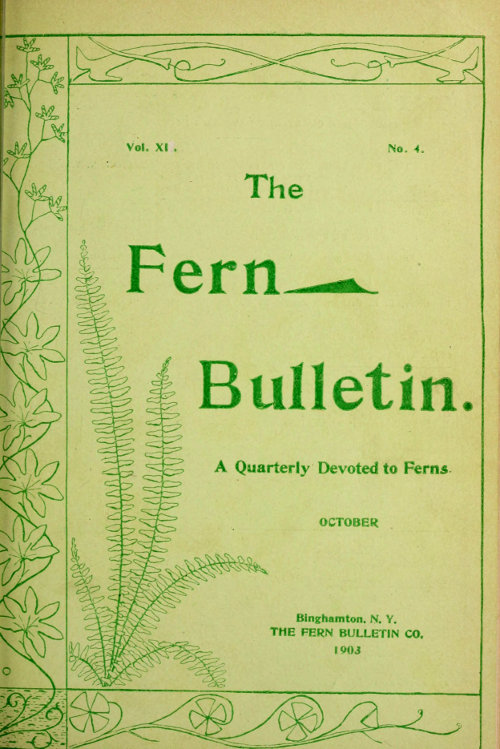 Vol. XI.
No. 4.
The
Fern
Bulletin.
A Quarterly Devoted to Ferns.
OCTOBER
Binghamton, N. Y.
THE FERN BULLETIN CO.
1903